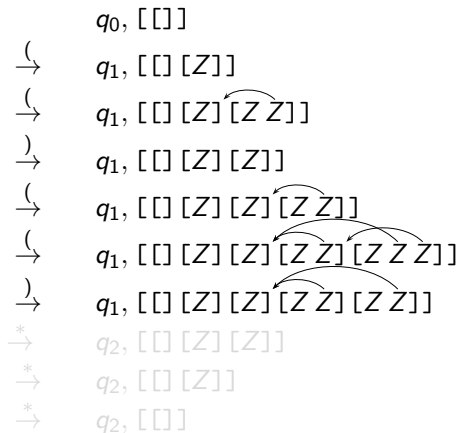 q₀, [[]]
(→ q₁, [[][Z]]
(→ q₁, [[][Z][Z Z]]
)→ q₁, [[][Z][Z]]
(→ q₁, [[][Z][Z][Z Z]]
(→ q₁, [[][Z][Z][Z Z][Z Z Z]]
)→ q₁, [[][Z][Z][Z Z][Z Z]]
*→ q₂, [[][Z][Z]]
*→ q₂, [[][Z]]
*→ q₂, [[]]